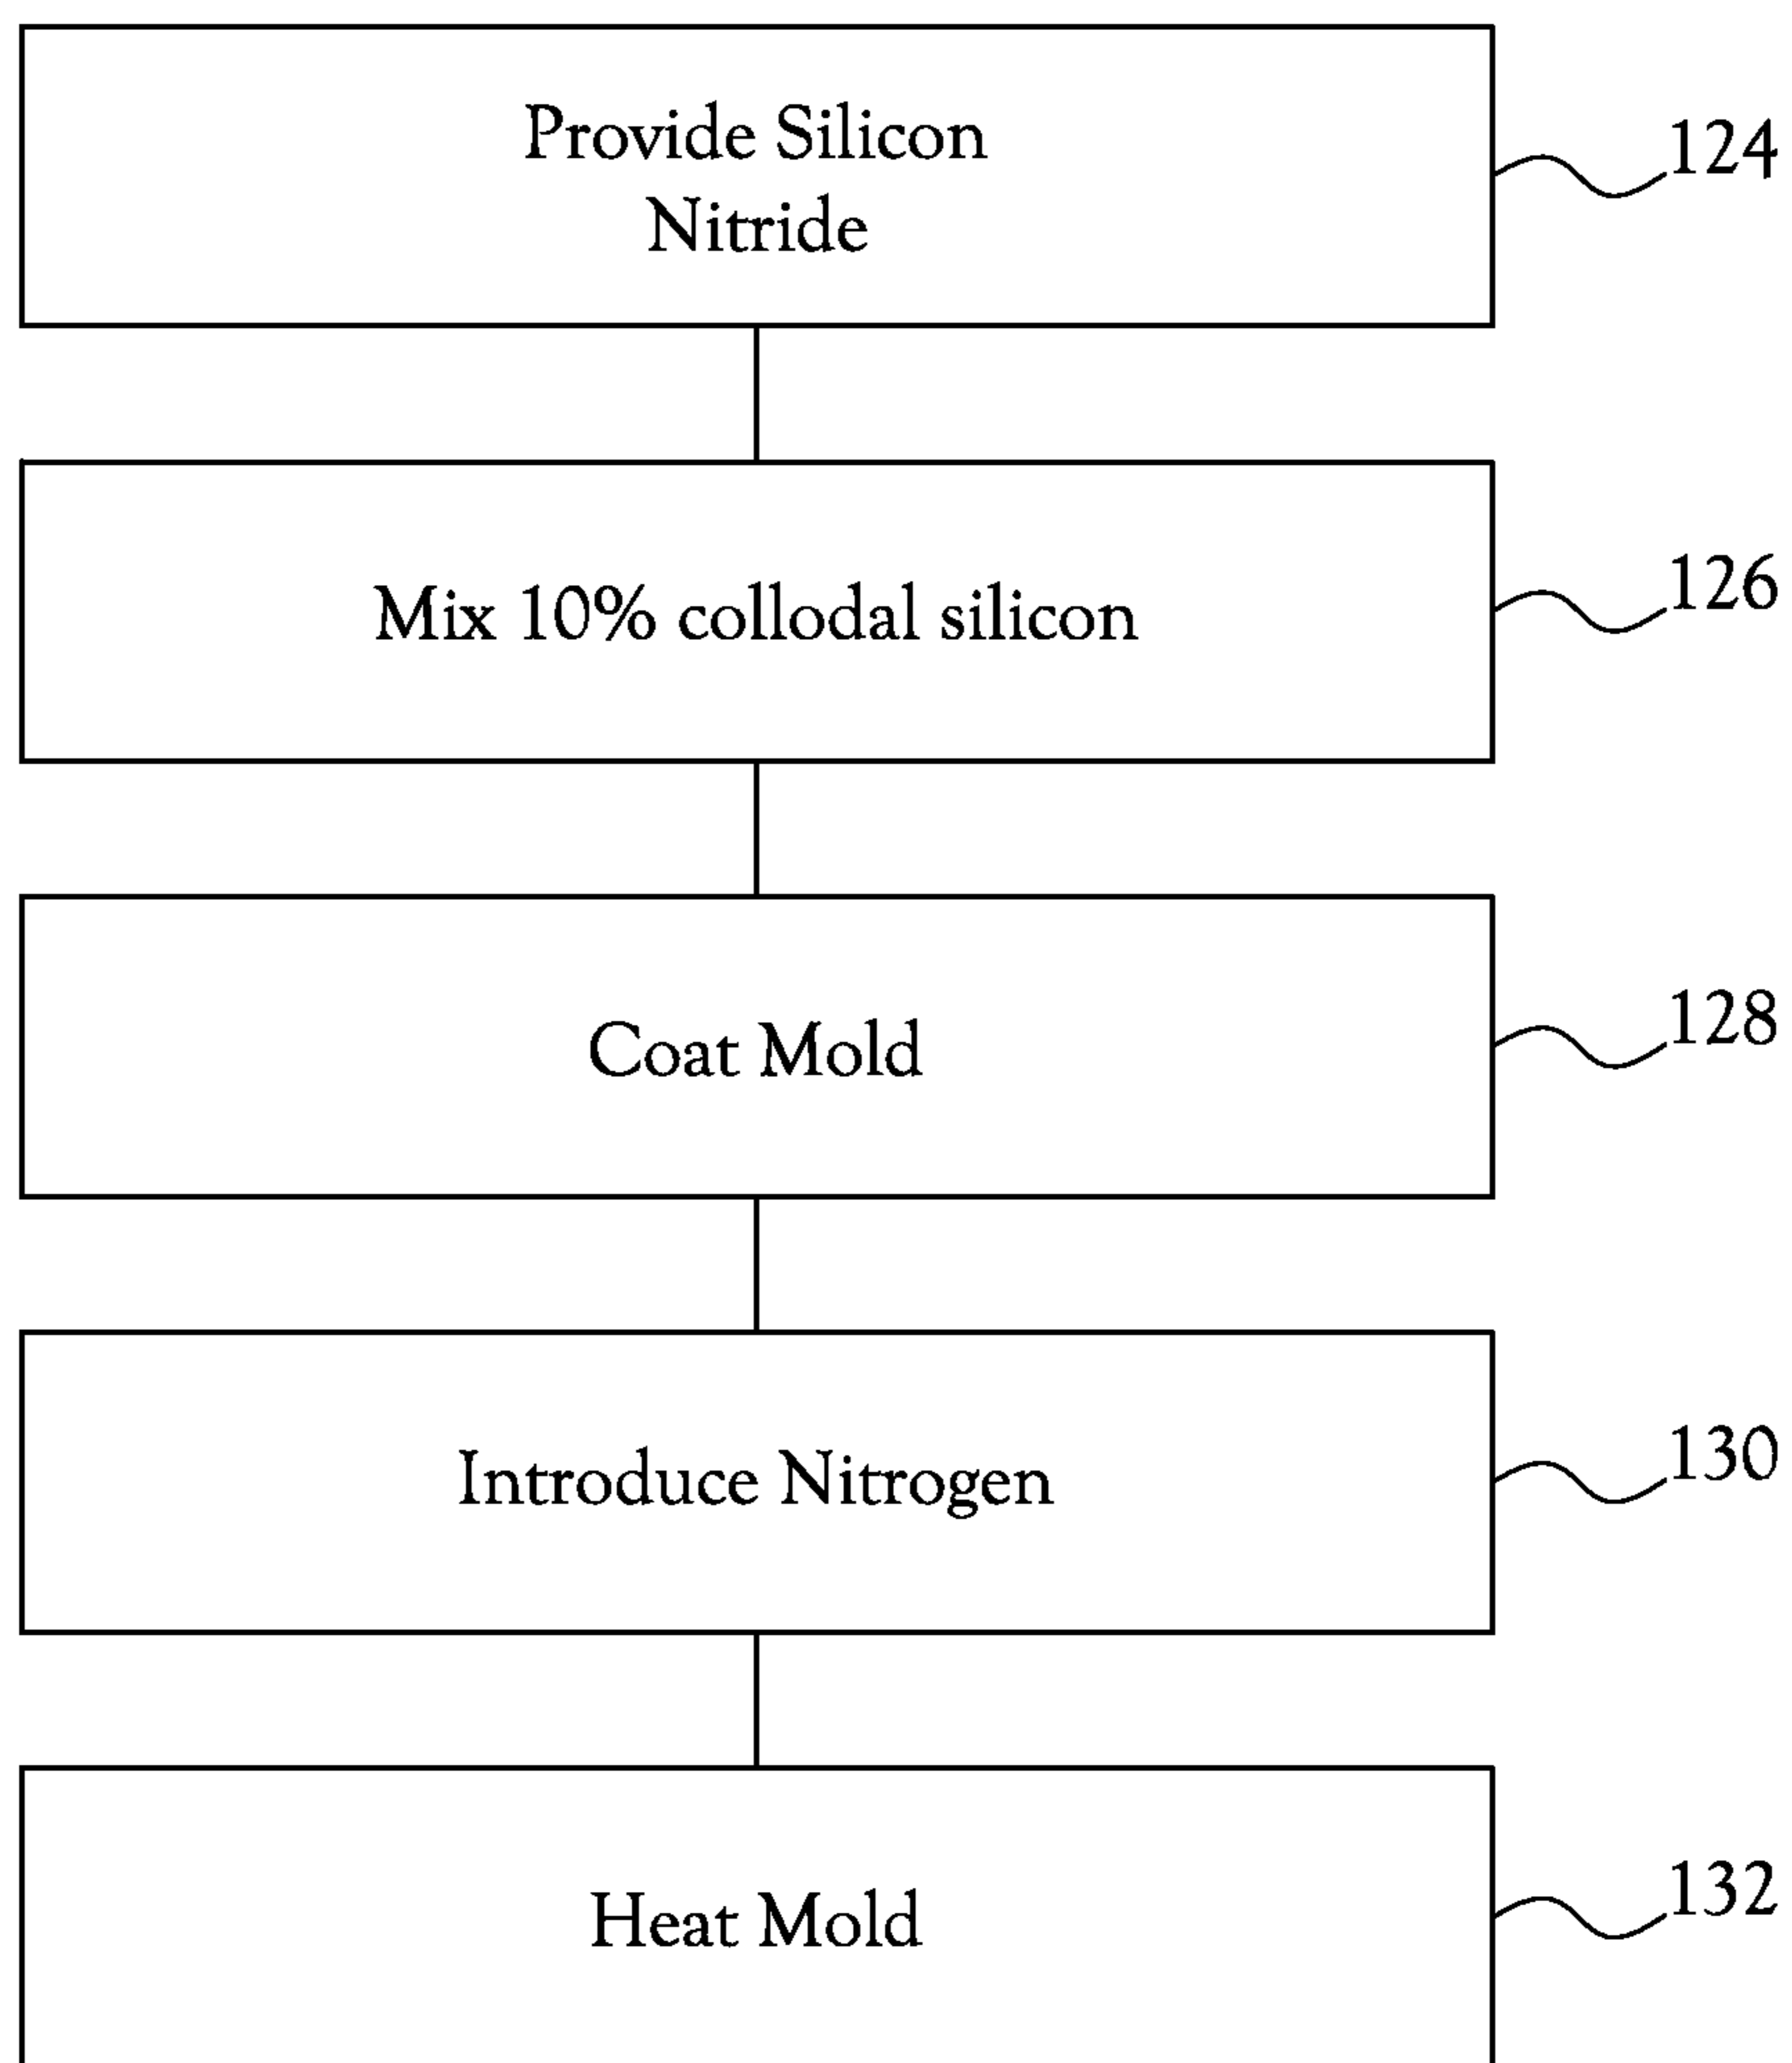 Provide Silicon
Nitride
124
Mix 10% collodal silicon
126
Coat Mold
128
Introduce Nitrogen
130
Heat Mold
132